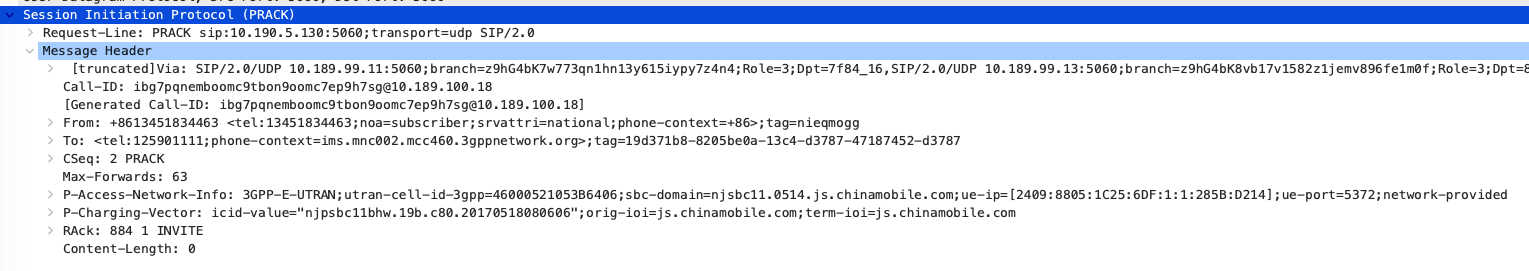 Session Initiation Protocol (PRACK)
Request-Line: PRACK sip:10.190.5.130:5060;transport=udp SIP/2.0
Message Header
[truncated]Via: SIP/2.0/UDP 10.189.99.11:5060;branch=z9hG4bK7w773qn1hn13y615iypy7z4n4;Role=3;Dpt=7f84_16,SIP/2.0/UDP 10.189.99.13:5060;branch=z9hG4bK8vb17v1582z1jemv896fe1m0f;Role=3;Dpt=8
Call-ID: ibg7pqnemboomc9tbon9oomc7ep9h7sg@10.189.100.18
[Generated Call-ID: ibg7pqnemboomc9tbon9oomc7ep9h7sg@10.189.100.18]
From: +8613451834463 <tel:13451834463;noa=subscriber;srvattri=national;phone-context=+86>;tag=nieqmogg
To: <tel:125901111;phone-context=ims.mnc002.mcc460.3gppnetwork.org>;tag=19d371b8-8205be0a-13c4-d3787-47187452-d3787
CSeq: 2 PRACK
Max-Forwards: 63
P-Access-Network-Info: 3GPP-E-UTRAN;utran-cell-id-3gpp=46000521053B6406;sbc-domain=njsbc11.0514.js.chinamobile.com;ue-ip=[2409:8805:1C25:6DF:1:1:285B:D214];ue-port=5372;network-provided
P-Charging-Vector: icid-value="njpsbc11bhw.19b.c80.20170518080606";orig-ioi=js.chinamobile.com;term-ioi=js.chinamobile.com
RAck: 884 1 INVITE
Content-Length: 0